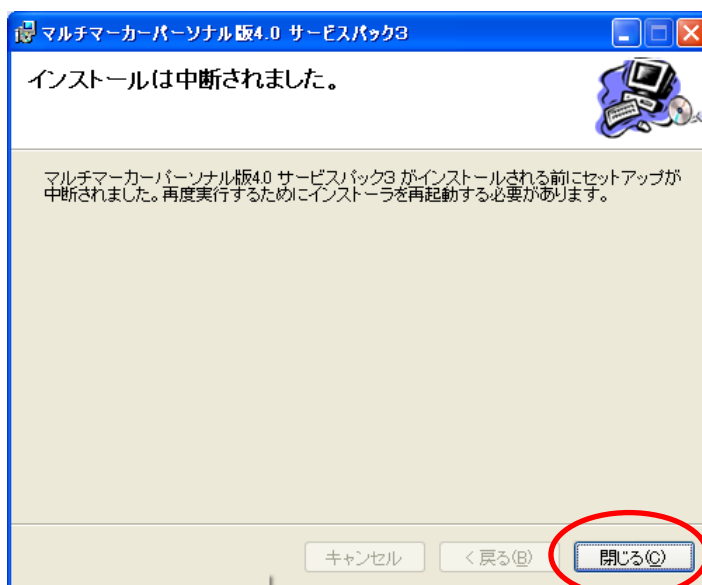 マルチマーカーパーソナル版4.0 サービスパック3
インストールは中断されました。
マルチマーカーパーソナル版4.0 サービスパック3 がインストールされる前にセットアップが
中断されました。再度実行するためにインストーラを再起動する必要があります。
キャンセル
< 戻る(B)
閉じる(C)